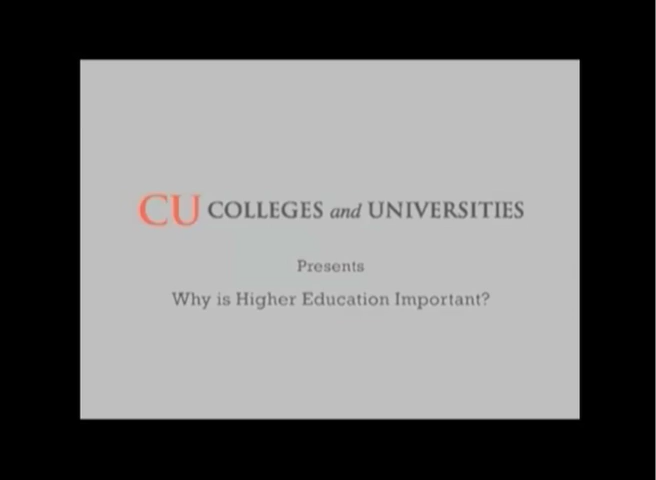 CU COLLEGES and UNIVERSITIES
Presents
Why is Higher Education Important?